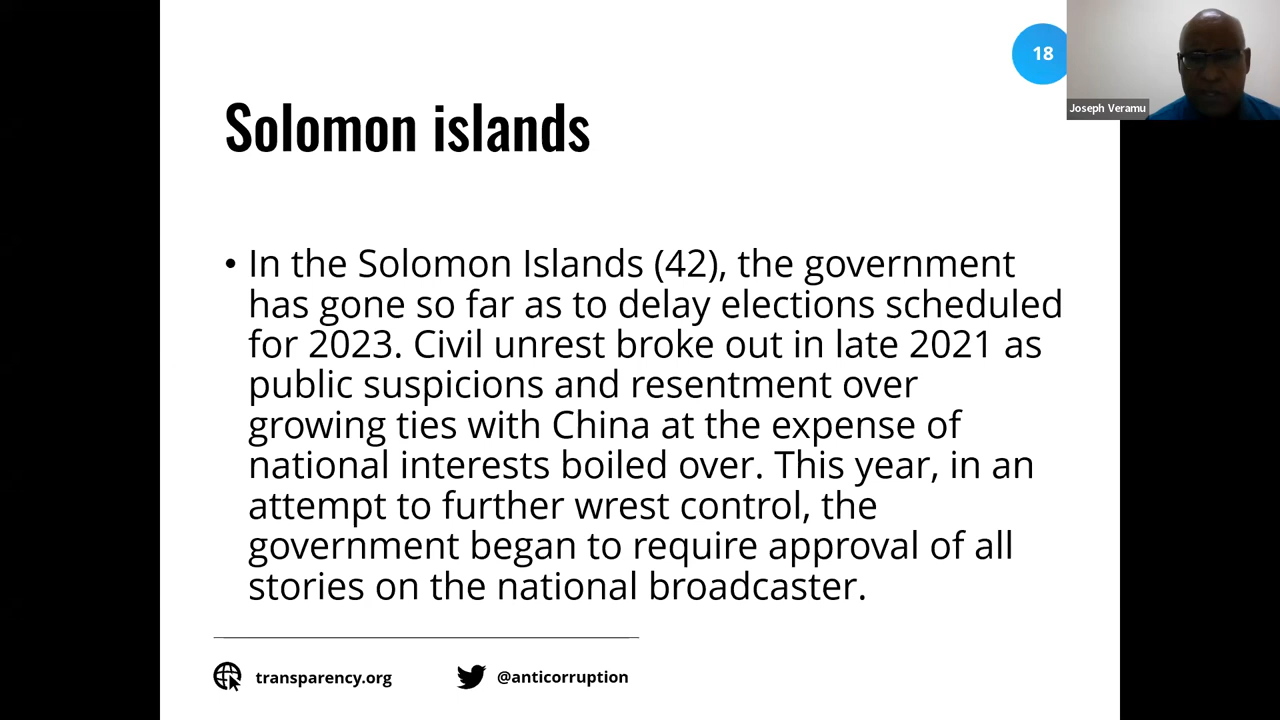 18
Joseph Veramu
Solomon islands
• In the Solomon Islands (42), the government
has gone so far as to delay elections scheduled
for 2023. Civil unrest broke out in late 2021 as
public suspicions and resentment over
growing ties with China at the expense of
national interests boiled over. This year, in an
attempt to further wrest control, the
government began to require approval of all
stories on the national broadcaster.
transparency.org @anticorruption